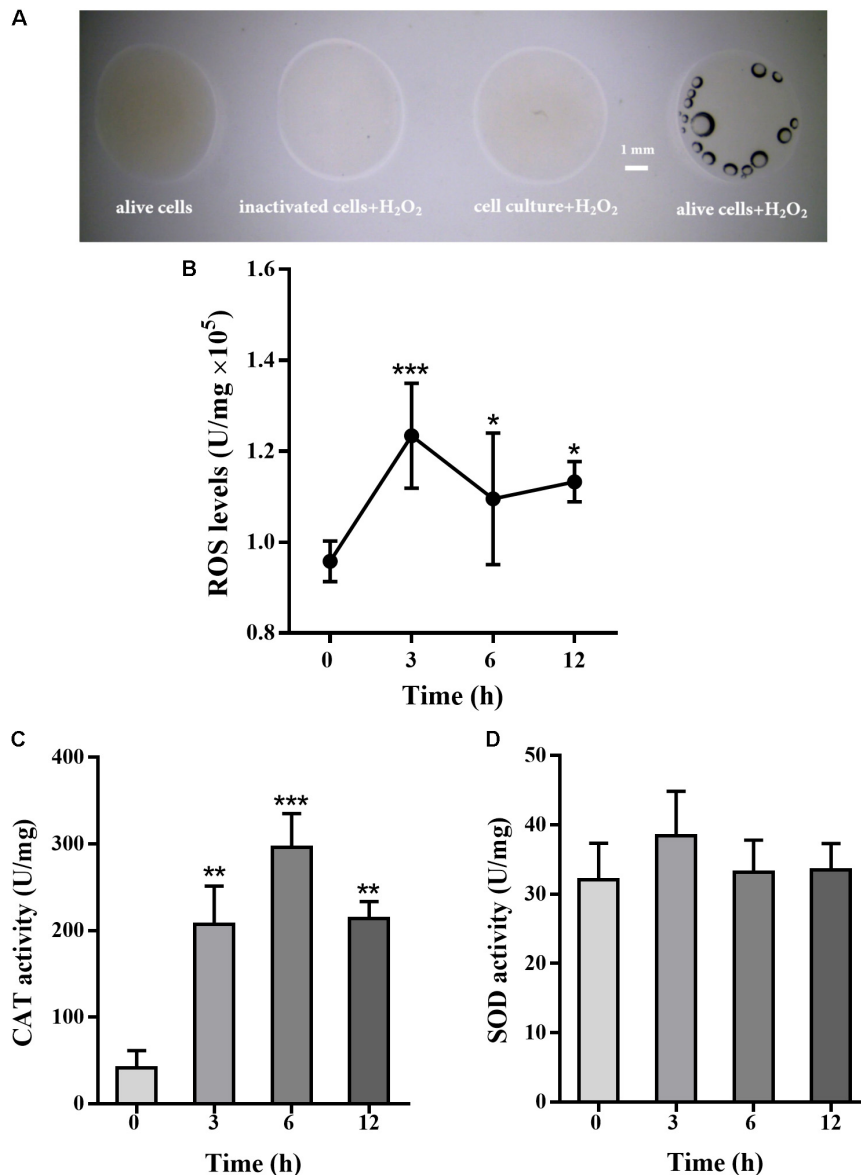 A
1 mm
alive cells inactivated cells+H₂O₂ cell culture+H₂O₂ alive cells+H₂O₂
B
1.6
1.4
1.2
1.0
0.8
ROS levels (U/mg ×10⁵)
***
*
*
0 3 6 12
Time (h)
C
400
300
200
100
0
CAT activity (U/mg)
**
***
**
0 3 6 12
Time (h)
D
50
40
30
20
10
0
SOD activity (U/mg)
0 3 6 12
Time (h)